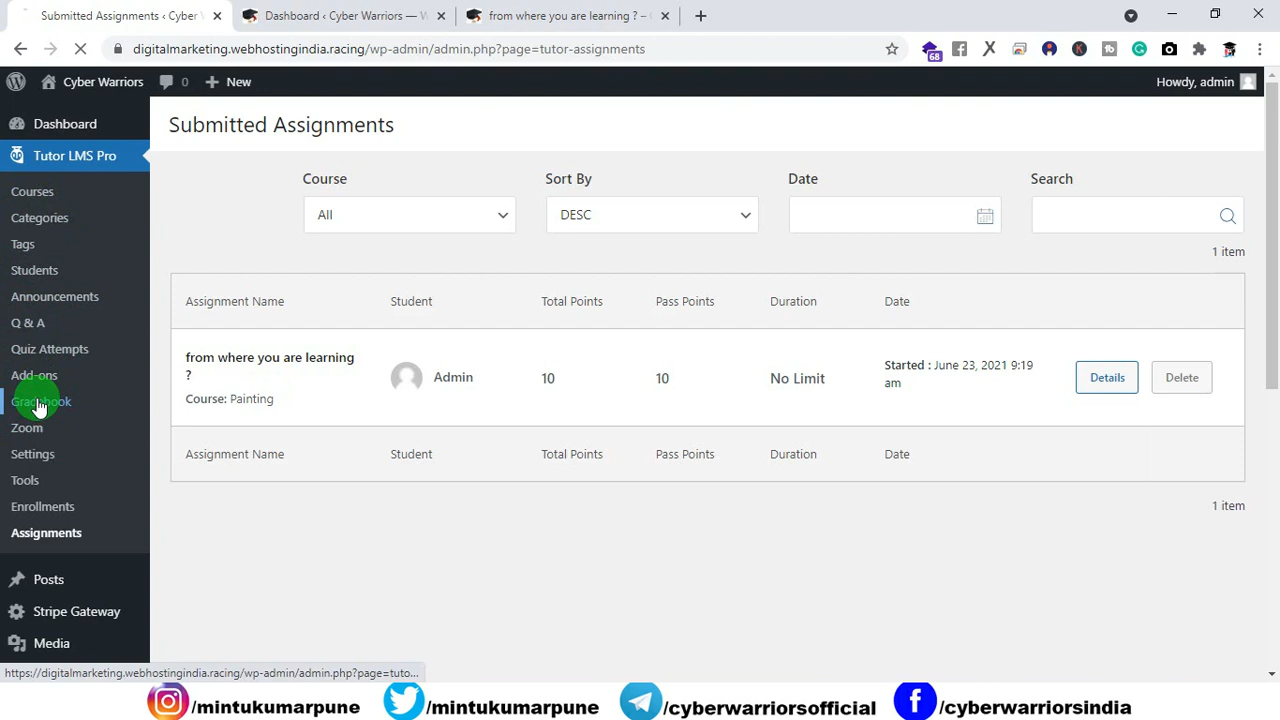 Submitted Assignments ‹ Cyber \
Dashboard ‹ Cyber Warriors — W
from where you are learning ? –
digitalmarketing.webhostingindia.racing/wp-admin/admin.php?page=tutor-assignments
68
Cyber Warriors
0
New
Howdy, admin
Dashboard
Tutor LMS Pro
Courses
Categories
Tags
Students
Announcements
Q & A
Quiz Attempts
Add-ons
Gradebook
Zoom
Settings
Tools
Enrollments
Assignments
Posts
Stripe Gateway
Media
Submitted Assignments
Course
Sort By
Date
Search
All
DESC
1 item
Assignment Name
Student
Total Points
Pass Points
Duration
Date
from where you are learning
?
Course: Painting
Admin
10
10
No Limit
Started : June 23, 2021 9:19
am
Details
Delete
Assignment Name
Student
Total Points
Pass Points
Duration
Date
1 item
https://digitalmarketing.webhostingindia.racing/wp-admin/admin.php?page=tuto...
/mintukumarpune
/mintukumarpune
/cyberwarriorsofficial
/cyberwarriorsindia